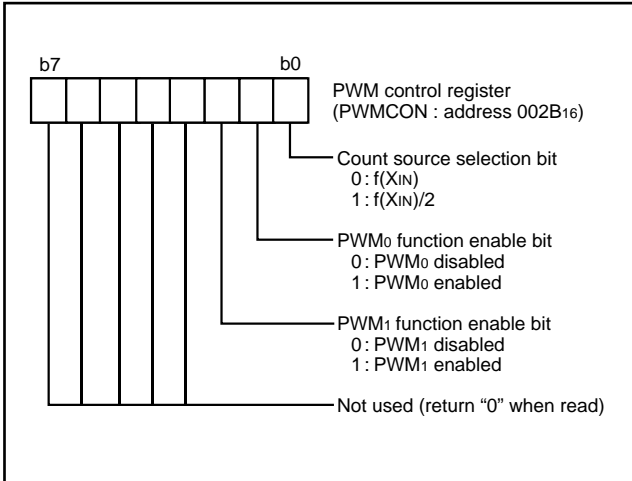 b7 b0
PWM control register
(PWMCON : address 002B16)
Count source selection bit
0 : f(XIN)
1 : f(XIN)/2
PWM0 function enable bit
0 : PWM0 disabled
1 : PWM0 enabled
PWM1 function enable bit
0 : PWM1 disabled
1 : PWM1 enabled
Not used (return “0” when read)